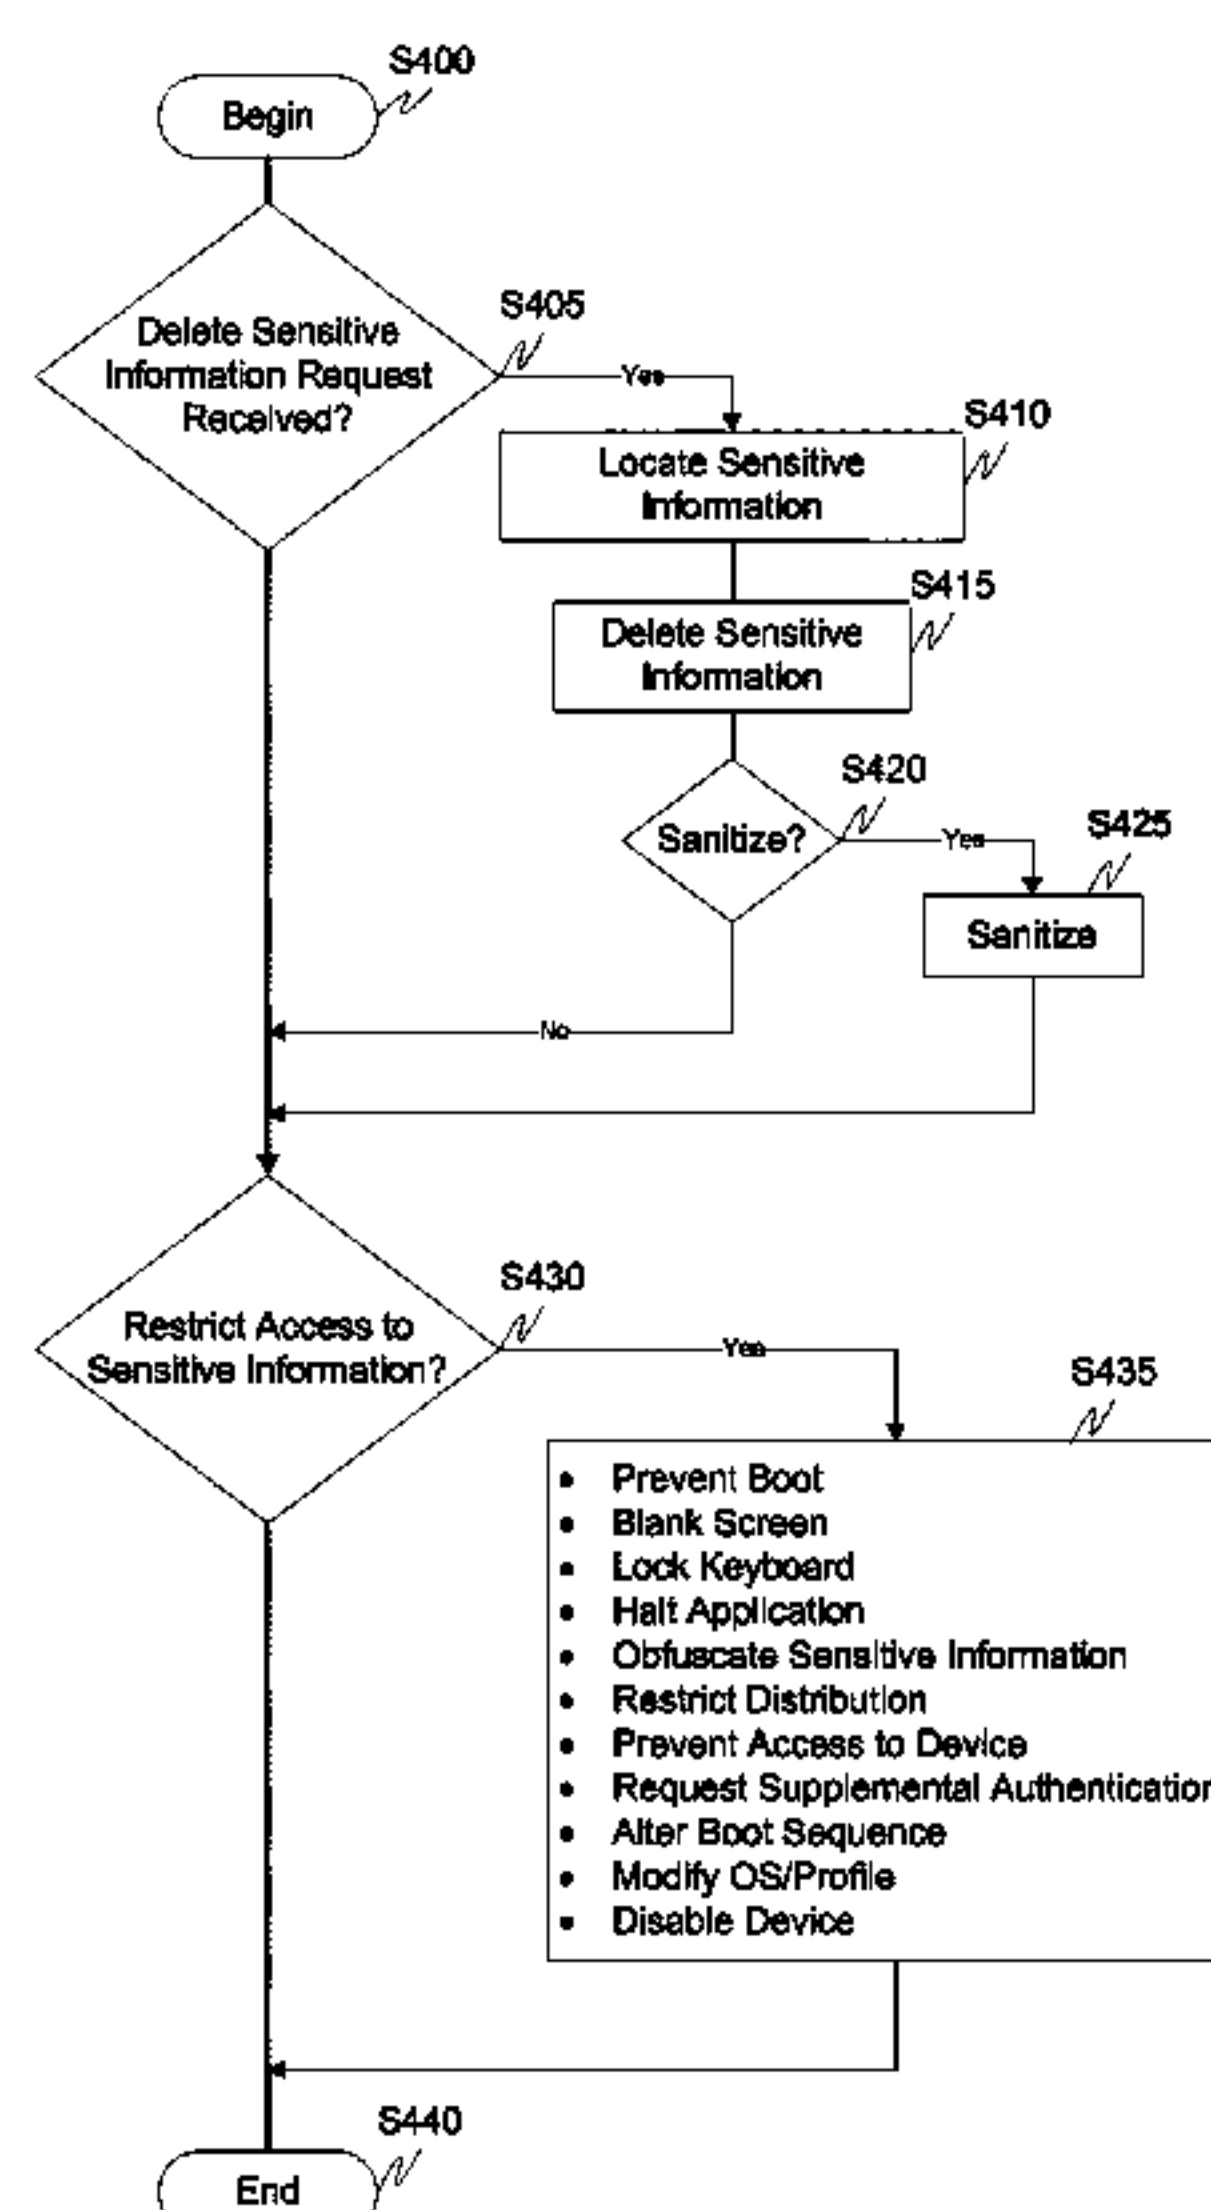 S400
Begin
S405
Delete Sensitive
Information Request
Received?
Yes
S410
Locate Sensitive
Information
S415
Delete Sensitive
Information
S420
Sanitize?
Yes
S425
Sanitize
No
S430
Restrict Access to
Sensitive Information?
Yes
S435
• Prevent Boot
• Blank Screen
• Lock Keyboard
• Halt Application
• Obfuscate Sensitive Information
• Restrict Distribution
• Prevent Access to Device
• Request Supplemental Authentication
• Alter Boot Sequence
• Modify OS/Profile
• Disable Device
S440
End